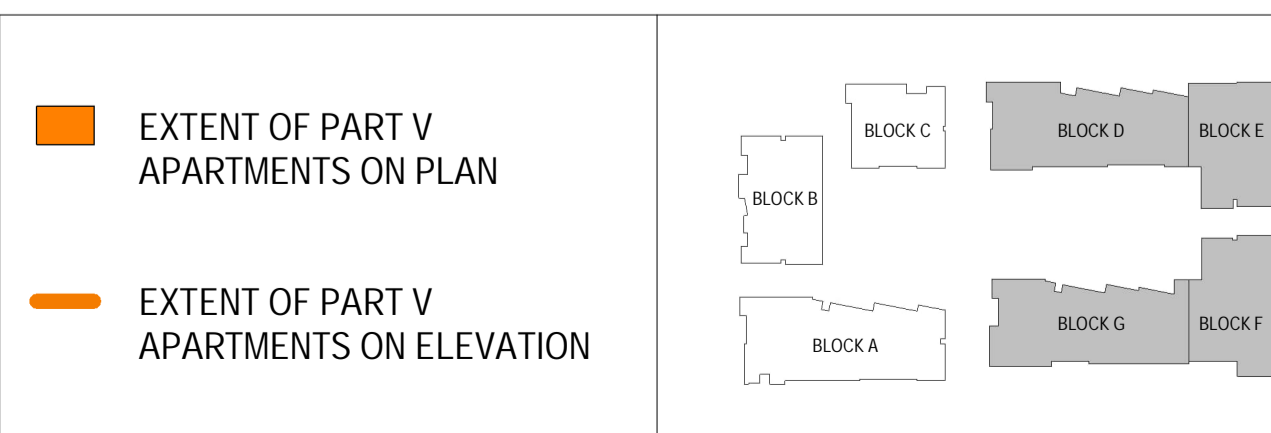 EXTENT OF PART V
APARTMENTS ON PLAN
EXTENT OF PART V
APARTMENTS ON ELEVATION
BLOCK C
BLOCK D
BLOCK E
BLOCK B
BLOCK A
BLOCK G
BLOCK F